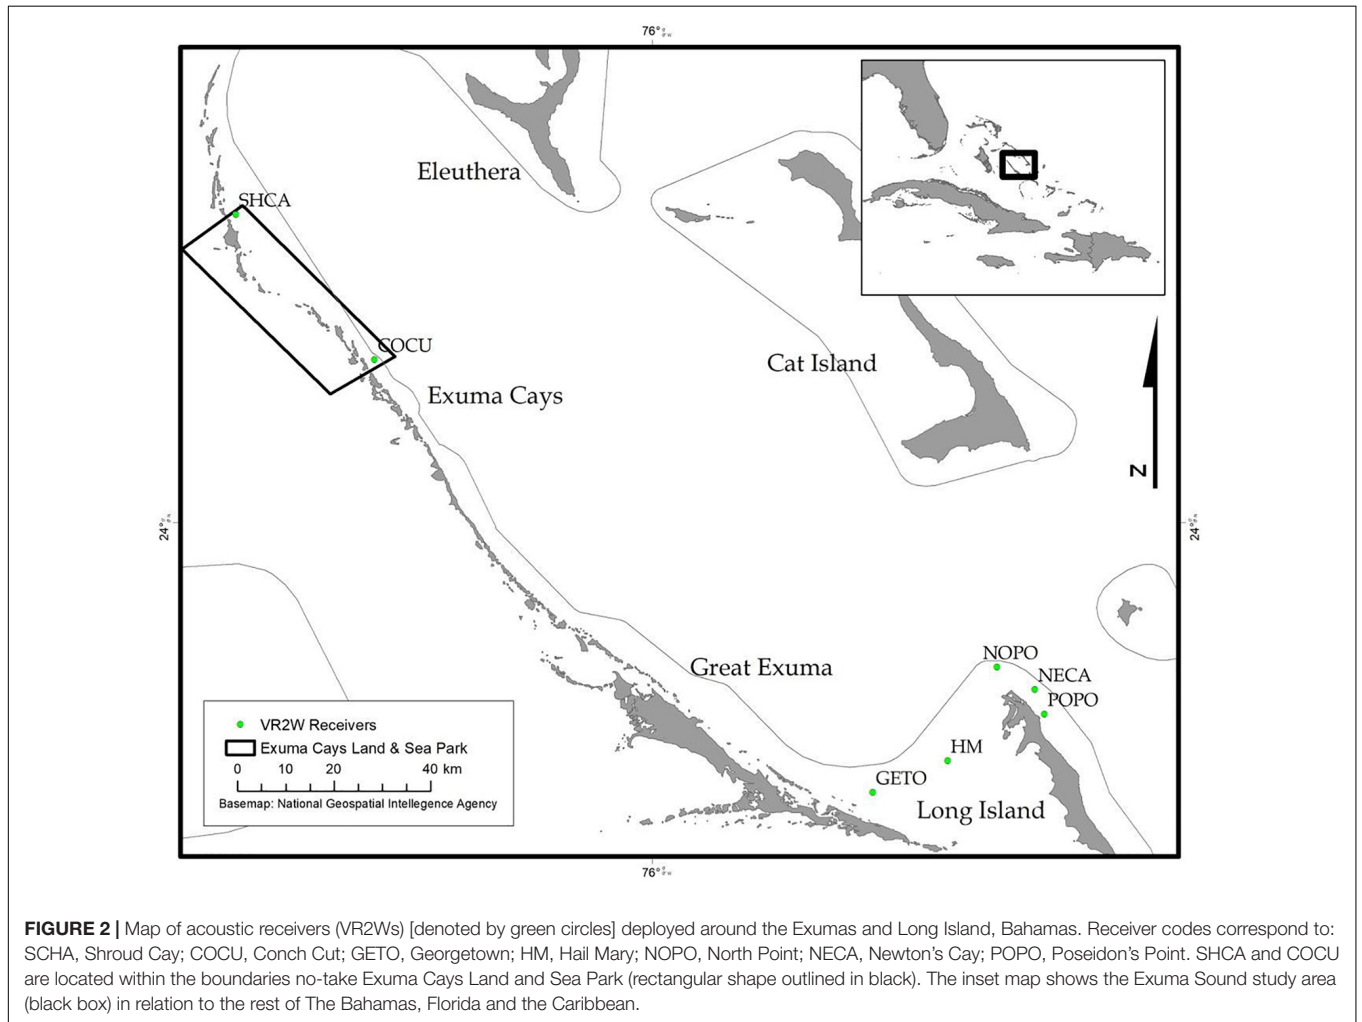 76°
Eleuthera
SHCA
COCU
Cat Island
Exuma Cays
N
24°
24°
NOPO
Great Exuma
NECA
POPO
VR2W Receivers
HM
Exuma Cays Land & Sea Park
GETO
0 10 20 40 km
Long Island
Basemap: National Geospatial Intellegence Agency
76°
FIGURE 2 | Map of acoustic receivers (VR2Ws) [denoted by green circles] deployed around the Exumas and Long Island, Bahamas. Receiver codes correspond to:
SCHA, Shroud Cay; COCU, Conch Cut; GETO, Georgetown; HM, Hail Mary; NOPO, North Point; NECA, Newton's Cay; POPO, Poseidon's Point. SHCA and COCU
are located within the boundaries no-take Exuma Cays Land and Sea Park (rectangular shape outlined in black). The inset map shows the Exuma Sound study area
(black box) in relation to the rest of The Bahamas, Florida and the Caribbean.